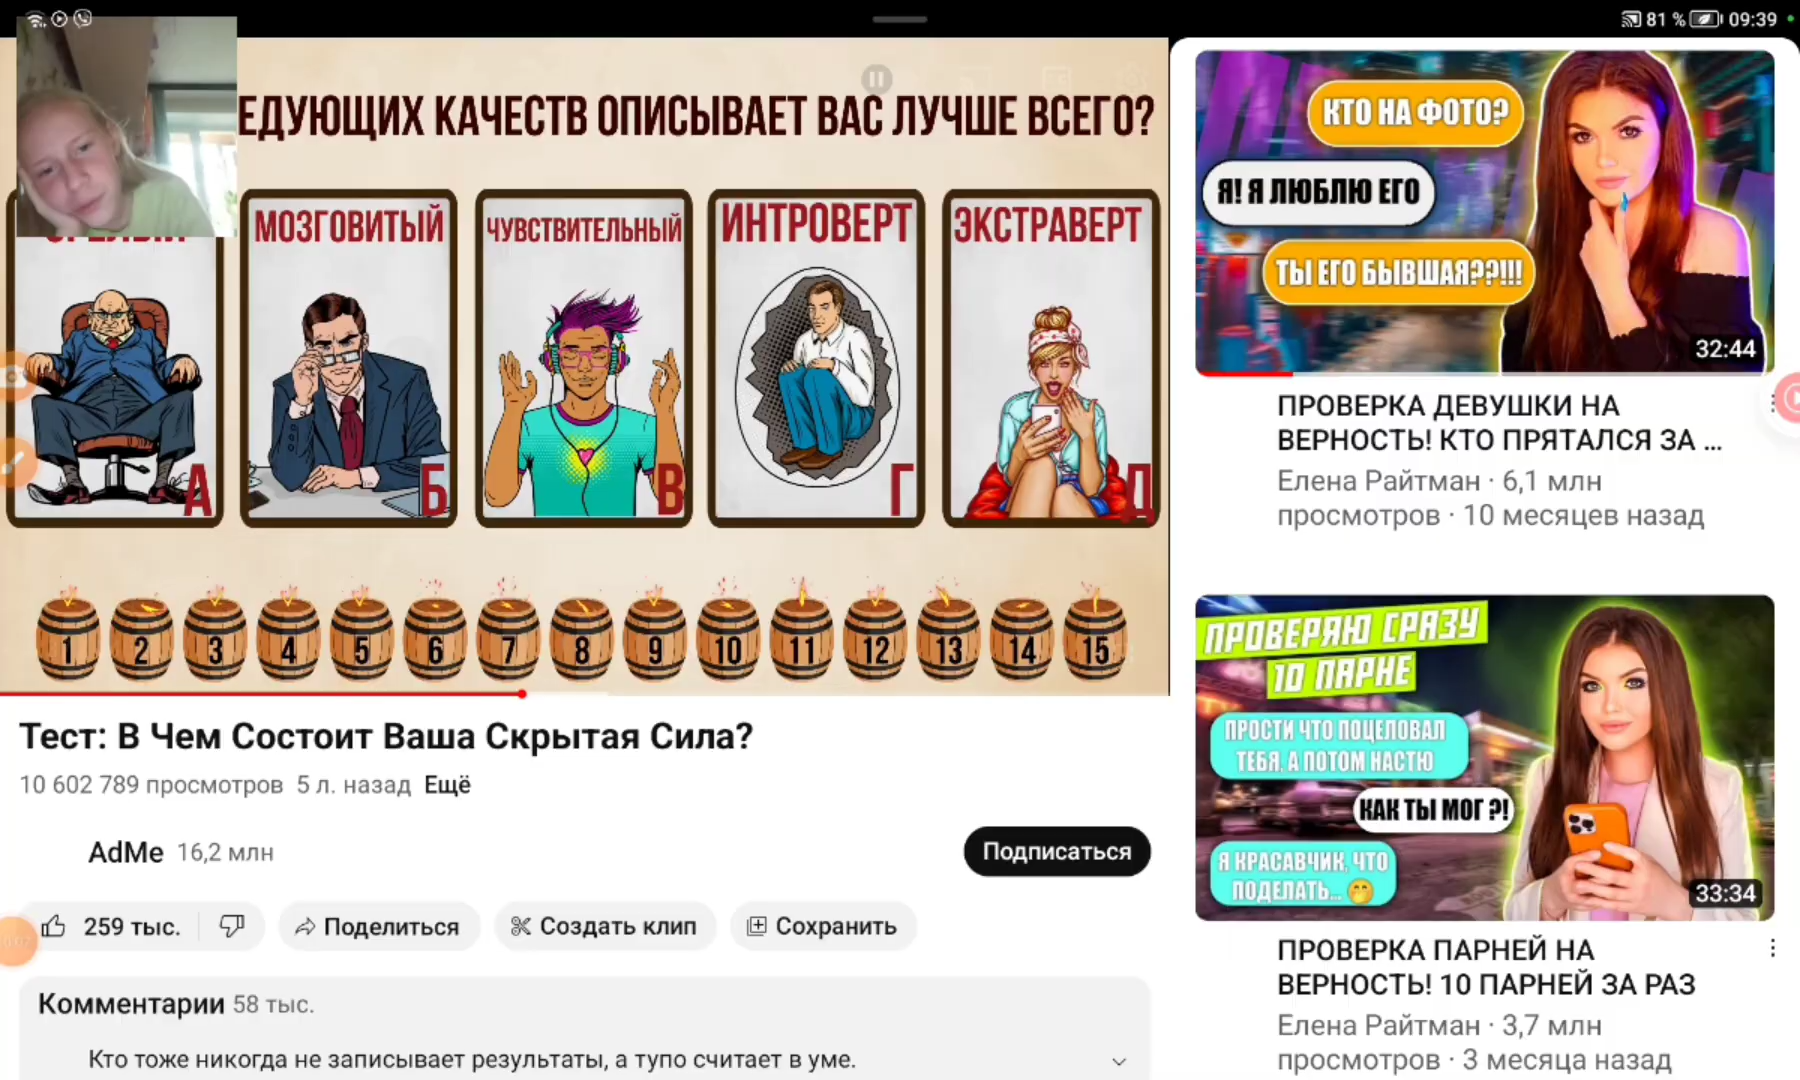 81 % 09:39
ЕДУЮЩИХ КАЧЕСТВ ОПИСЫВАЕТ ВАС ЛУЧШЕ ВСЕГО?
МОЗГОВИТЫЙ
ЧУВСТВИТЕЛЬНЫЙ
ИНТРОВЕРТ
ЭКСТРАВЕРТ
А
Б
В
Г
Д
1 2 3 4 5 6 7 8 9 10 11 12 13 14 15
Тест: В Чем Состоит Ваша Скрытая Сила?
10 602 789 просмотров 5 л. назад Ещё
AdMe 16,2 млн
Подписаться
259 тыс.
Поделиться
Создать клип
Сохранить
Комментарии 58 тыс.
Кто тоже никогда не записывает результаты, а тупо считает в уме.
КТО НА ФОТО?
Я! Я ЛЮБЛЮ ЕГО
ТЫ ЕГО БЫВШАЯ??!!!
32:44
ПРОВЕРКА ДЕВУШКИ НА
ВЕРНОСТЬ! КТО ПРЯТАЛСЯ ЗА ...
Елена Райтман · 6,1 млн
просмотров · 10 месяцев назад
ПРОВЕРЯЮ СРАЗУ
10 ПАРНЕ
ПРОСТИ ЧТО ПОЦЕЛОВАЛ
ТЕБЯ, А ПОТОМ НАСТЮ
КАК ТЫ МОГ ?!
Я КРАСАВЧИК, ЧТО
ПОДЕЛАТЬ...
33:34
ПРОВЕРКА ПАРНЕЙ НА
ВЕРНОСТЬ! 10 ПАРНЕЙ ЗА РАЗ
Елена Райтман · 3,7 млн
просмотров · 3 месяца назад